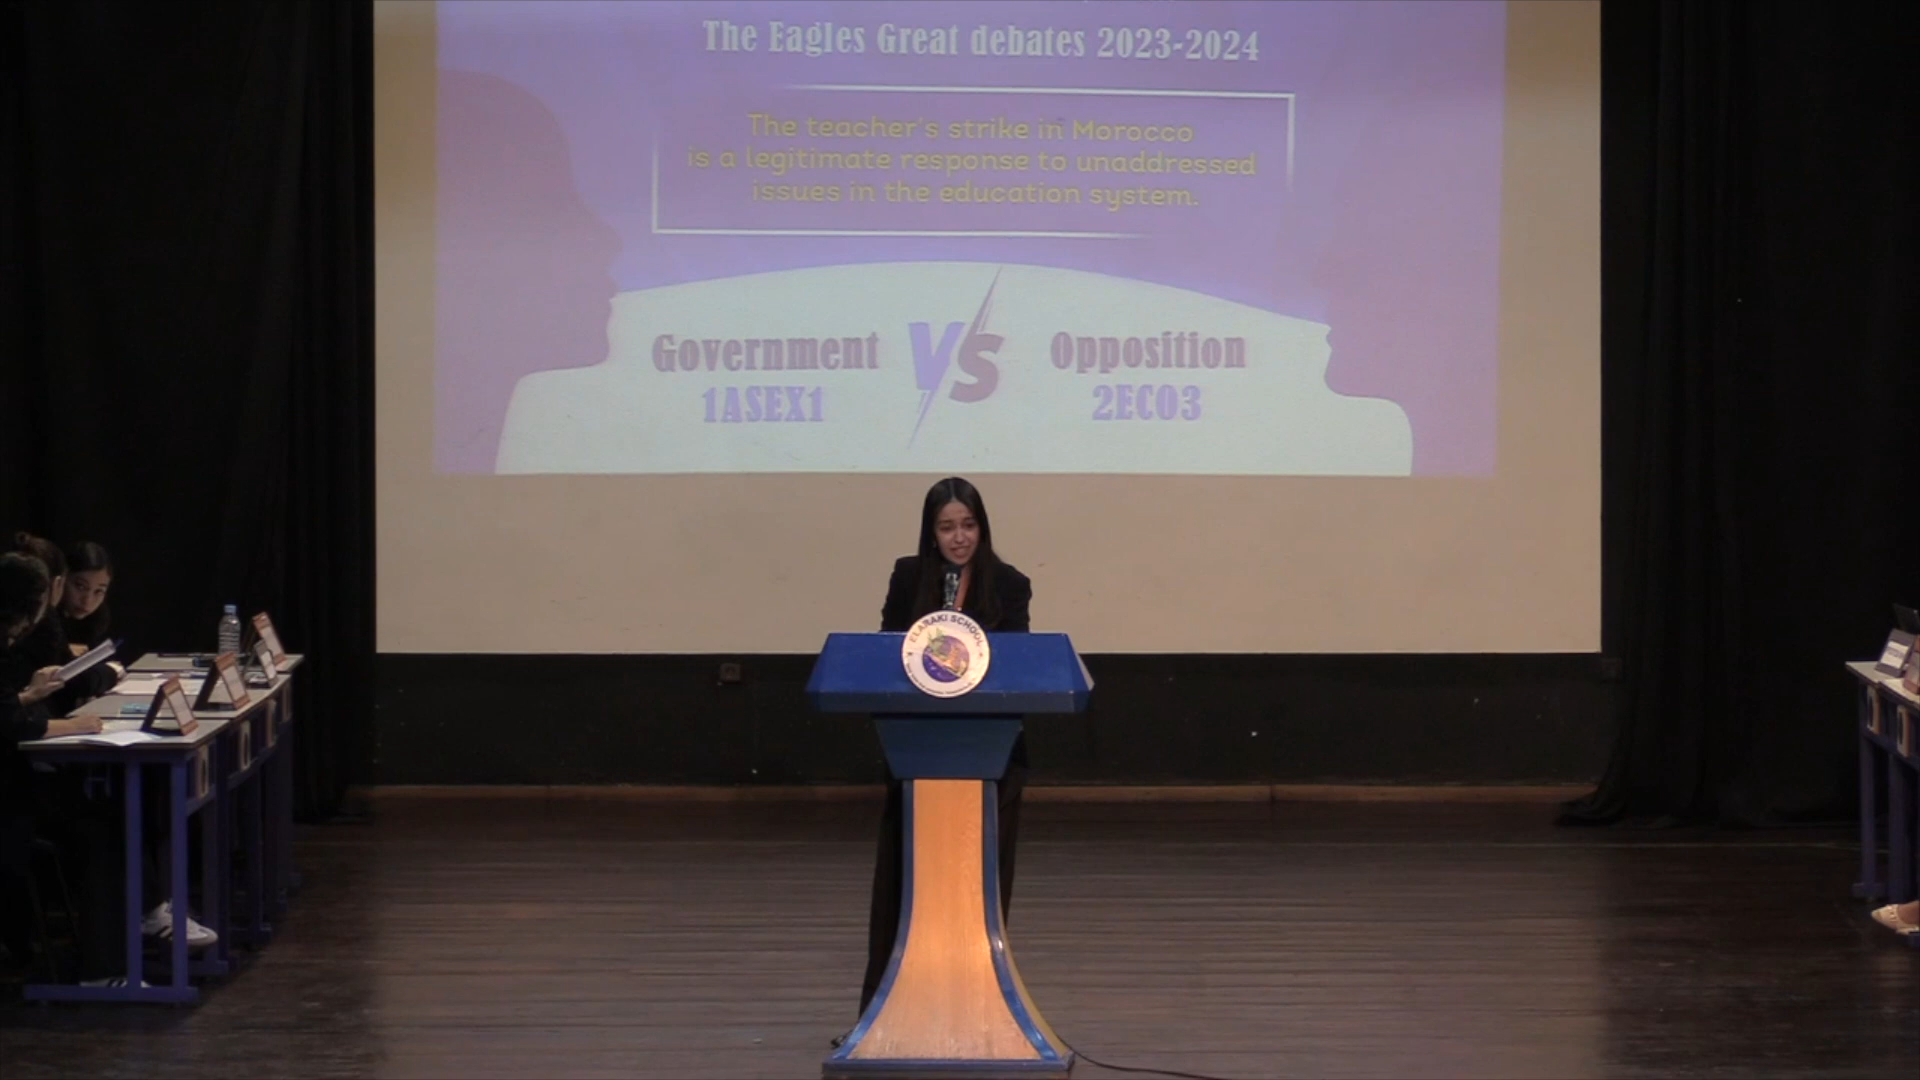 The Eagles Great debates 2023-2024
The teacher's strike in Morocco
is a legitimate response to unaddressed
issues in the education system.
Government
VS
Opposition
1ASEX1
2ECO3
ELARAKI SCHOOL